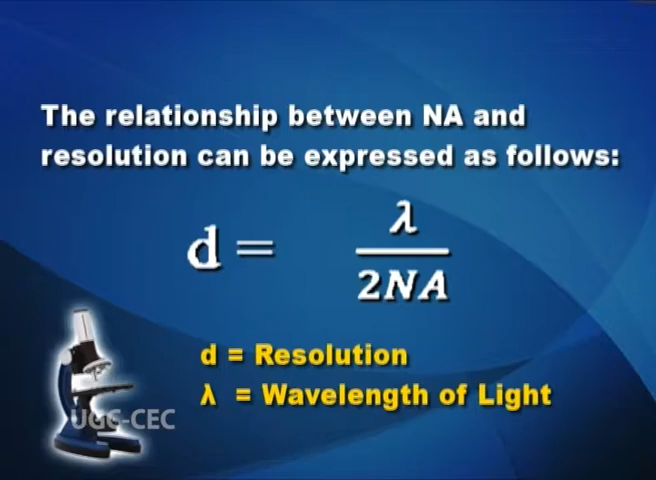 The relationship between NA and
resolution can be expressed as follows:
d = λ / 2NA
d = Resolution
λ = Wavelength of Light
UGC-CEC